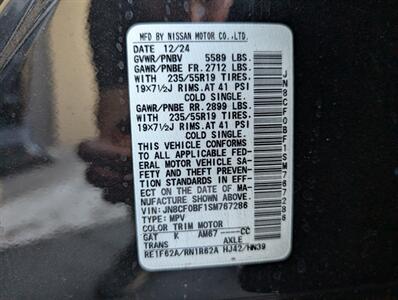 MFD BY NISSAN MOTOR CO.,LTD.
DATE 12/24
GVWR/PNBV 5589 LBS.
GAWR/PNBE FR. 2712 LBS.
WITH 235/55R19 TIRES.
19X7½J RIMS.AT 41 PSI
COLD SINGLE.
GAWR/PNBE RR. 2899 LBS.
WITH 235/55R19 TIRES.
19X7½J RIMS.AT 41 PSI
COLD SINGLE.
THIS VEHICLE CONFORMS
TO ALL APPLICABLE FED-
ERAL MOTOR VEHICLE SA-
FETY AND THEFT PREVEN-
TION STANDARDS IN EFF-
ECT ON THE DATE OF MA-
NUFACTURE SHOWN ABOVE.
VIN: JN8CF0BF1SM767286
TYPE: MPV
COLOR TRIM MOTOR
GAT K AM67 -- CC
TRANS AXLE
RE1F62A/RN1R62A HJ42/HN39
JN8CF0BF1SM767286